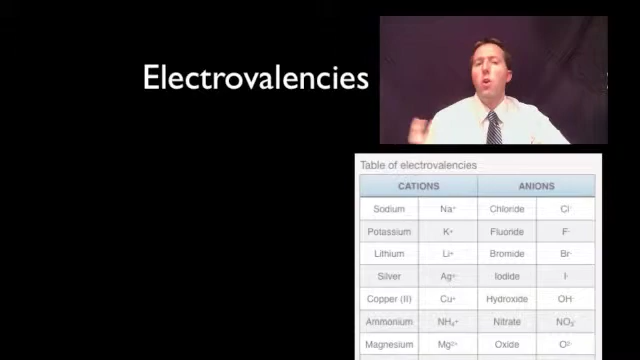 Electrovalencies
Table of electrovalencies
CATIONS ANIONS
Sodium Na⁺ Chloride Cl⁻
Potassium K⁺ Fluoride F⁻
Lithium Li⁺ Bromide Br⁻
Silver Ag⁺ Iodide I⁻
Copper (II) Cu⁺ Hydroxide OH⁻
Ammonium NH₄⁺ Nitrate NO₃⁻
Magnesium Mg²⁺ Oxide O²⁻